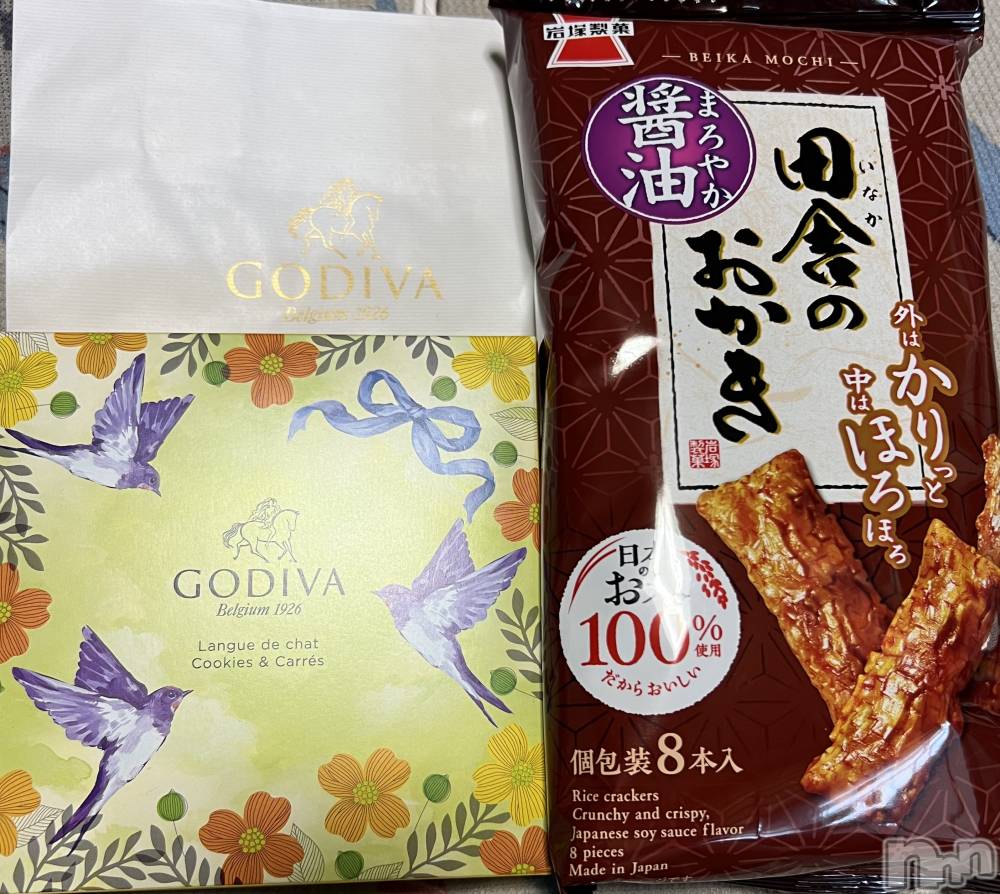 GODIVA
Belgium 1926
GODIVA
Belgium 1926
Langue de chat
Cookies & Carrés
岩塚製菓
BEIKA MOCHI
まろやか
醤油
田舎の
いなか
おかき
岩塚
製菓
外はかりっと
中はほろほろ
日本
の
お米
100%
使用
だからおいしい
個包装8本入
Rice crackers
Crunchy and crispy,
Japanese soy sauce flavor
8 pieces
Made in Japan